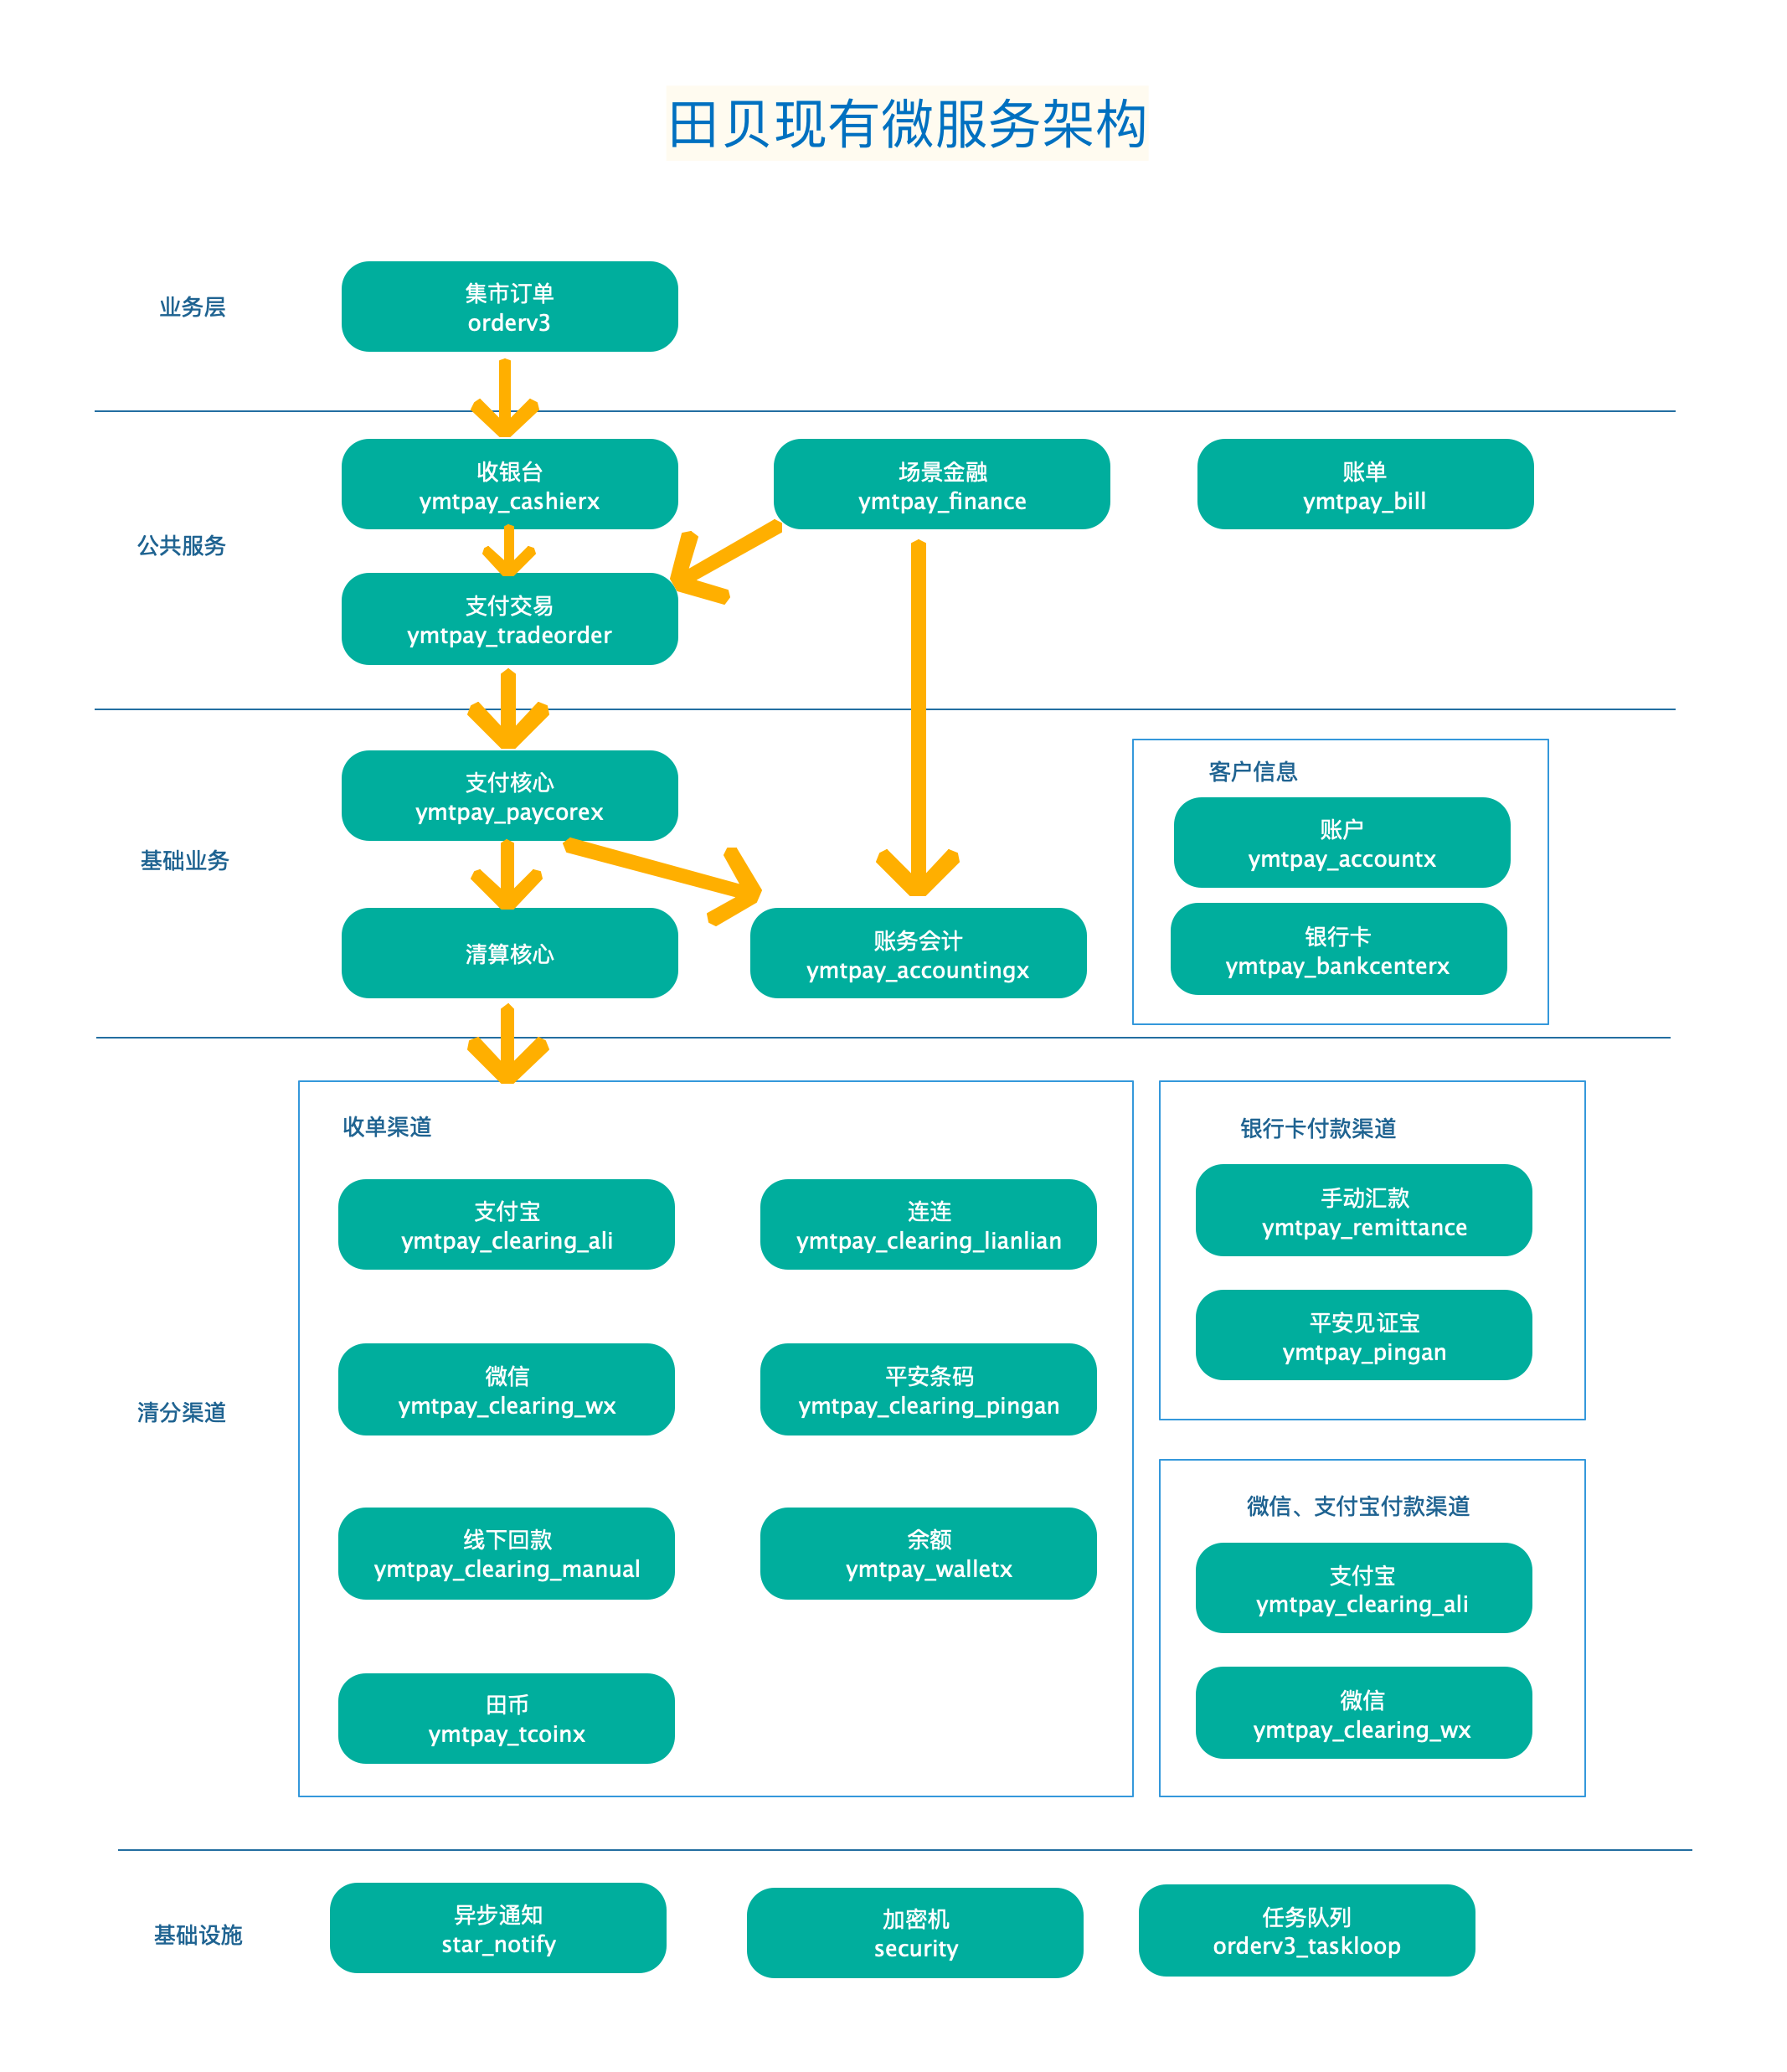 田贝现有微服务架构
业务层
集市订单
orderv3
公共服务
收银台
ymtpay_cashierx
场景金融
ymtpay_finance
账单
ymtpay_bill
支付交易
ymtpay_tradeorder
基础业务
支付核心
ymtpay_paycorex
清算核心
账务会计
ymtpay_accountingx
客户信息
账户
ymtpay_accountx
银行卡
ymtpay_bankcenterx
清分渠道
收单渠道
支付宝
ymtpay_clearing_ali
连连
ymtpay_clearing_lianlian
微信
ymtpay_clearing_wx
平安条码
ymtpay_clearing_pingan
线下回款
ymtpay_clearing_manual
余额
ymtpay_walletx
田币
ymtpay_tcoinx
银行卡付款渠道
手动汇款
ymtpay_remittance
平安见证宝
ymtpay_pingan
微信、支付宝付款渠道
支付宝
ymtpay_clearing_ali
微信
ymtpay_clearing_wx
基础设施
异步通知
star_notify
加密机
security
任务队列
orderv3_taskloop